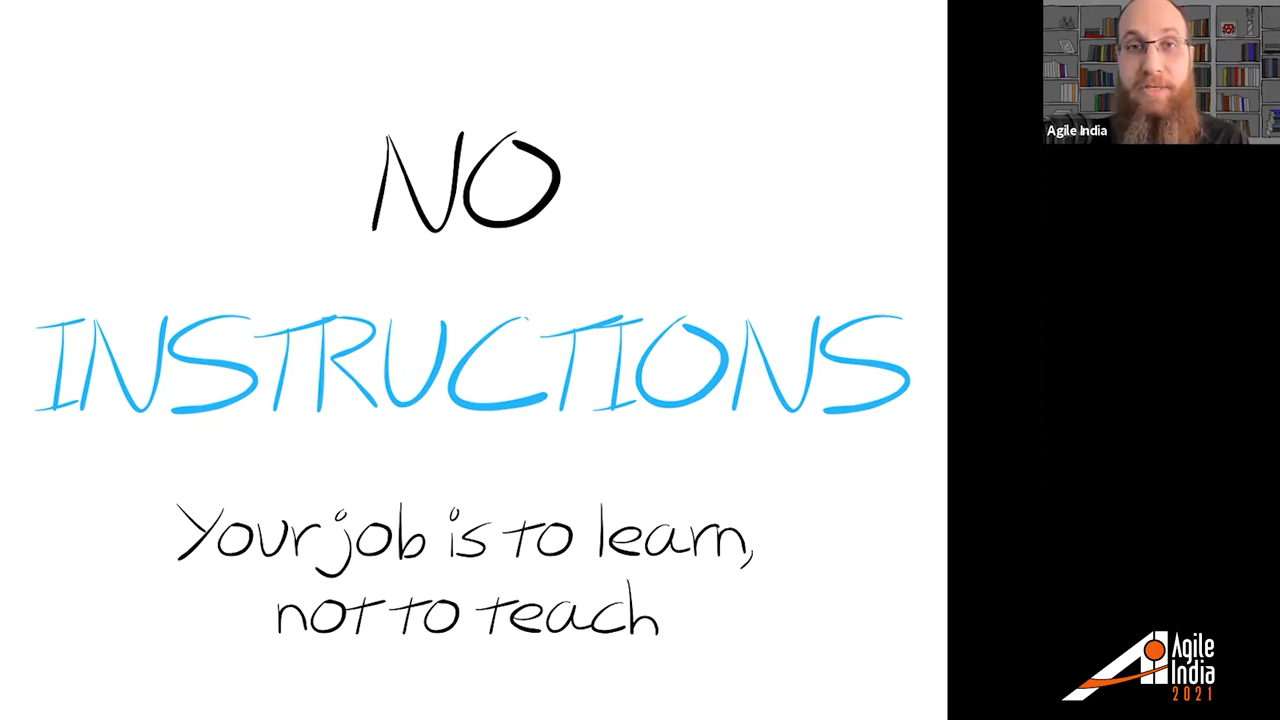 NO
INSTRUCTIONS
Your job is to learn,
not to teach
Agile India
Agile
India
2021